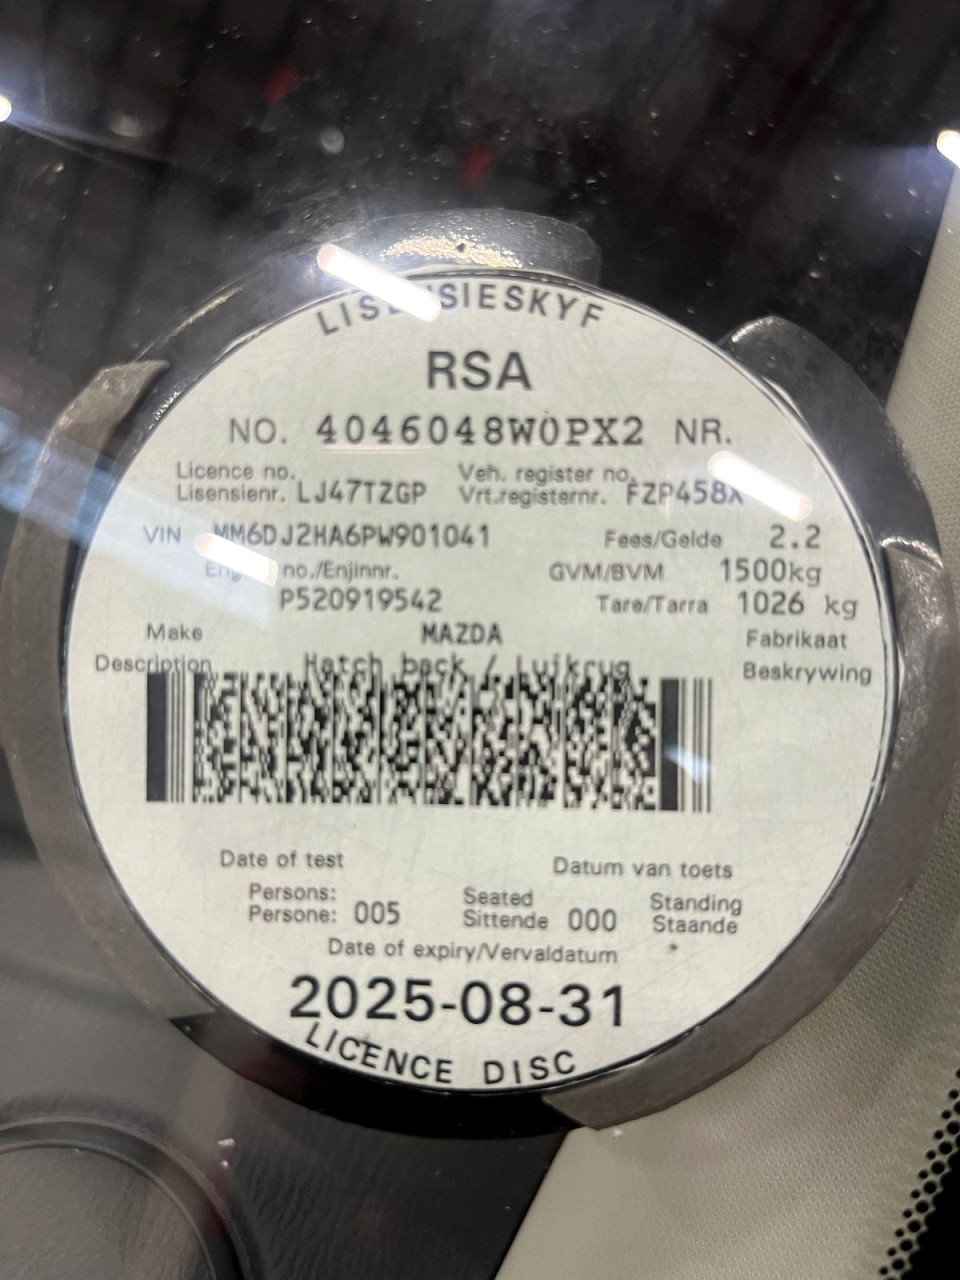 RSA
NO. 4046048W0PX2 NR.
Licence no. Veh. register no.
Lisensienr. LJ47TZGP Vrt.registernr. FZP458X
VIN MM6DJ2HA6PW901041 Fees/Gelde 2.2
no./Enjinnr. GVM/BVM 1500kg
P520919542 Tare/Tarra 1026 kg
Make MAZDA Fabrikaat
Description Hatch back / Luikrug Beskrywing
Date of test Datum van toets
Persons: Seated Standing
Persone: 005 Sittende 000 Staande
Date of expiry/Vervaldatum
2025-08-31
LICENCE DISC